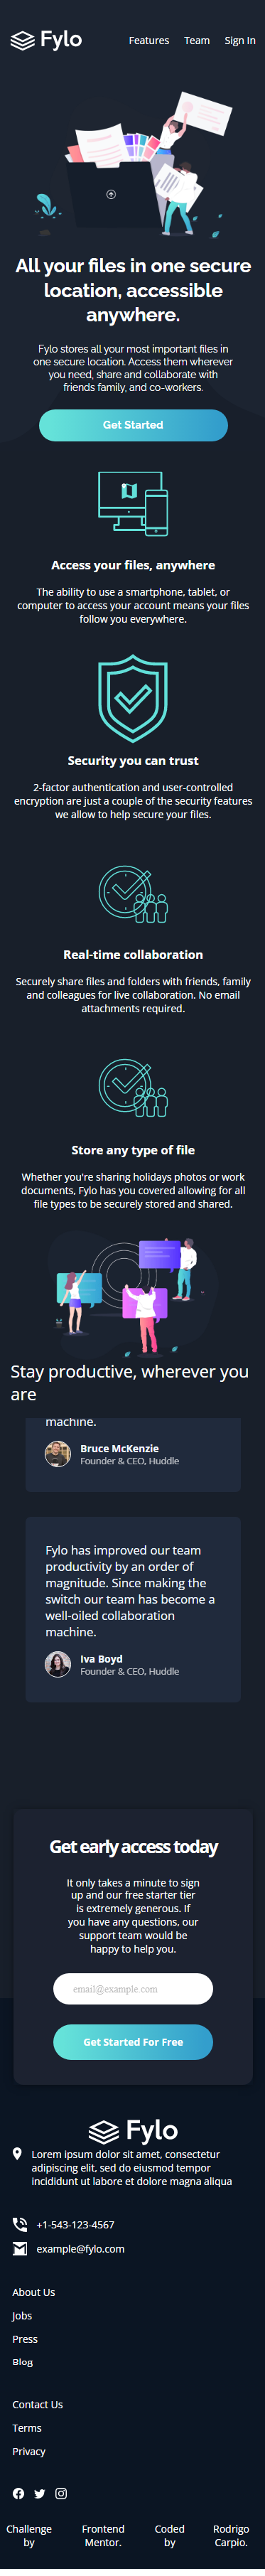 Fylo
Features Team Sign In
All your files in one secure
location, accessible
anywhere.
Fylo stores all your most important files in
one secure location. Access them wherever
you need, share and collaborate with
friends family, and co-workers.
Get Started
Access your files, anywhere
The ability to use a smartphone, tablet, or
computer to access your account means your files
follow you everywhere.
Security you can trust
2-factor authentication and user-controlled
encryption are just a couple of the security features
we allow to help secure your files.
Real-time collaboration
Securely share files and folders with friends, family
and colleagues for live collaboration. No email
attachments required.
Store any type of file
Whether you're sharing holidays photos or work
documents, Fylo has you covered allowing for all
file types to be securely stored and shared.
Stay productive, wherever you
are
machine.
Bruce McKenzie
Founder & CEO, Huddle
Fylo has improved our team
productivity by an order of
magnitude. Since making the
switch our team has become a
well-oiled collaboration
machine.
Iva Boyd
Founder & CEO, Huddle
Get early access today
It only takes a minute to sign
up and our free starter tier
is extremely generous. If
you have any questions, our
support team would be
happy to help you.
email@example.com
Get Started For Free
Fylo
Lorem ipsum dolor sit amet, consectetur
adipiscing elit, sed do eiusmod tempor
incididunt ut labore et dolore magna aliqua
+1-543-123-4567
example@fylo.com
About Us
Jobs
Press
Blog
Contact Us
Terms
Privacy
Challenge by Frontend Mentor. Coded by Rodrigo Carpio.